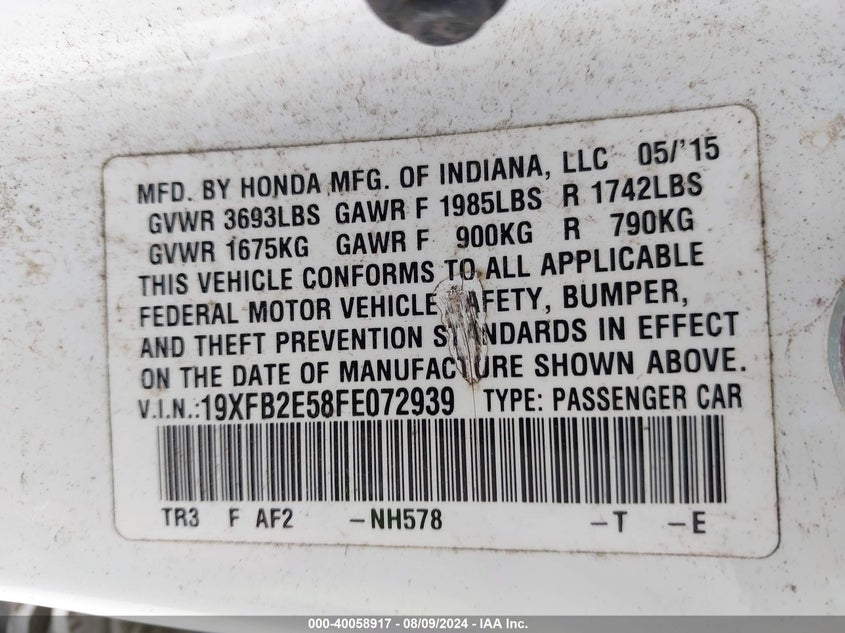 MFD. BY HONDA MFG. OF INDIANA, LLC 05/'15
GVWR 3693LBS GAWR F 1985LBS R 1742LBS
GVWR 1675KG GAWR F 900KG R 790KG
THIS VEHICLE CONFORMS TO ALL APPLICABLE
FEDERAL MOTOR VEHICLE AFETY, BUMPER,
AND THEFT PREVENTION STANDARDS IN EFFECT
ON THE DATE OF MANUFACTURE SHOWN ABOVE.
V.I.N.:19XFB2E58FE072939 TYPE: PASSENGER CAR
TR3 F AF2 -NH578 -T -E
000-40058917 - 08/09/2024 - IAA Inc.